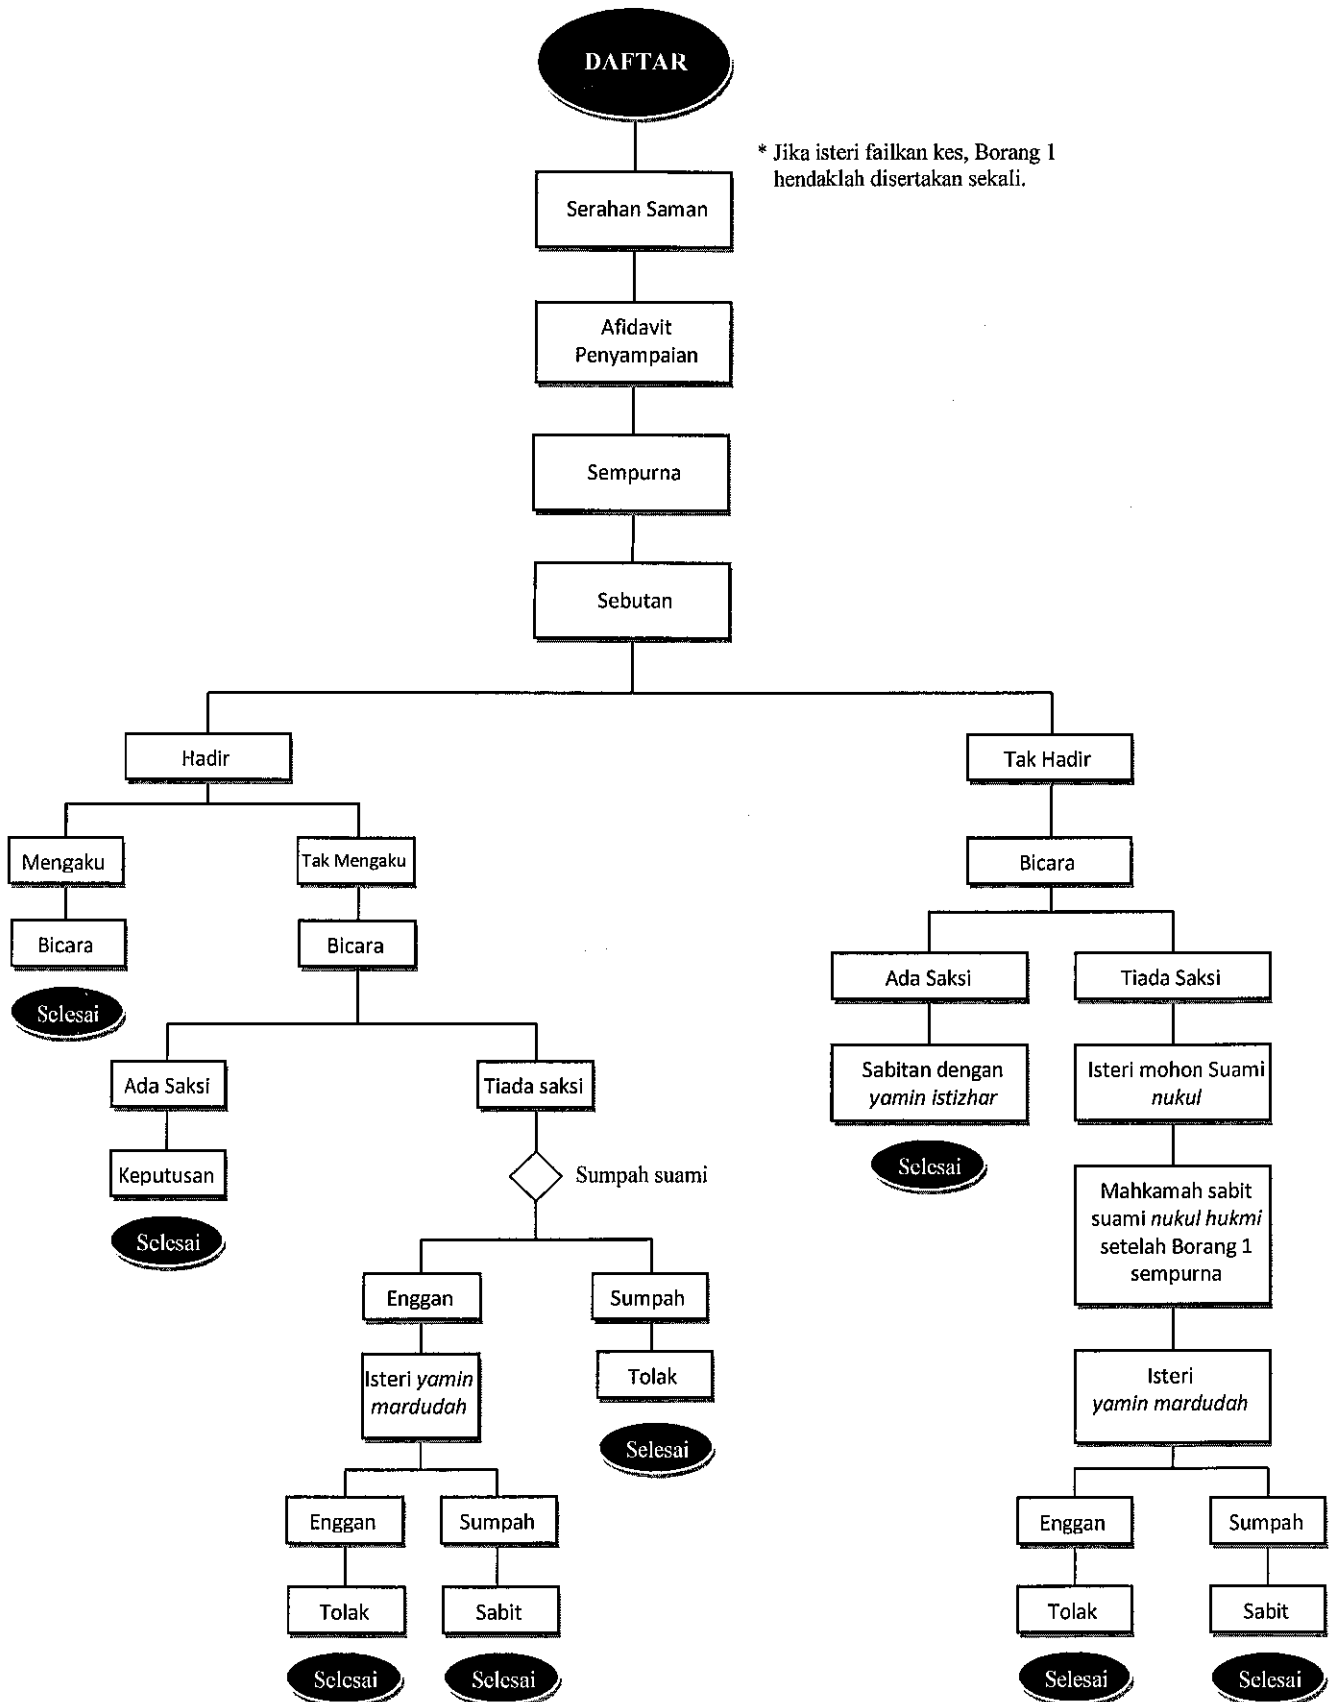 DAFTAR
* Jika isteri failkan kes, Borang 1
hendaklah disertakan sekali.
Serahan Saman
Afidavit
Penyampaian
Sempurna
Sebutan
Hadir
Tak Hadir
Mengaku
Tak Mengaku
Bicara
Bicara
Bicara
Selesai
Ada Saksi
Tiada Saksi
Ada Saksi
Tiada saksi
Sabitan dengan
yamin istizhar
Isteri mohon Suami
nukul
Keputusan
Sumpah suami
Selesai
Selesai
Mahkamah sabit
suami nukul hukmi
setelah Borang 1
sempurna
Enggan
Sumpah
Isteri yamin
mardudah
Tolak
Isteri
yamin mardudah
Selesai
Enggan
Sumpah
Enggan
Sumpah
Tolak
Sabit
Tolak
Sabit
Selesai
Selesai
Selesai
Selesai